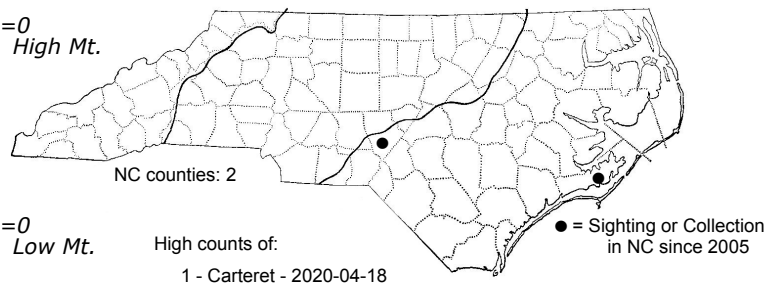 =0
High Mt.
NC counties: 2
=0
Low Mt.
High counts of:
1 - Carteret - 2020-04-18
● = Sighting or Collection
in NC since 2005